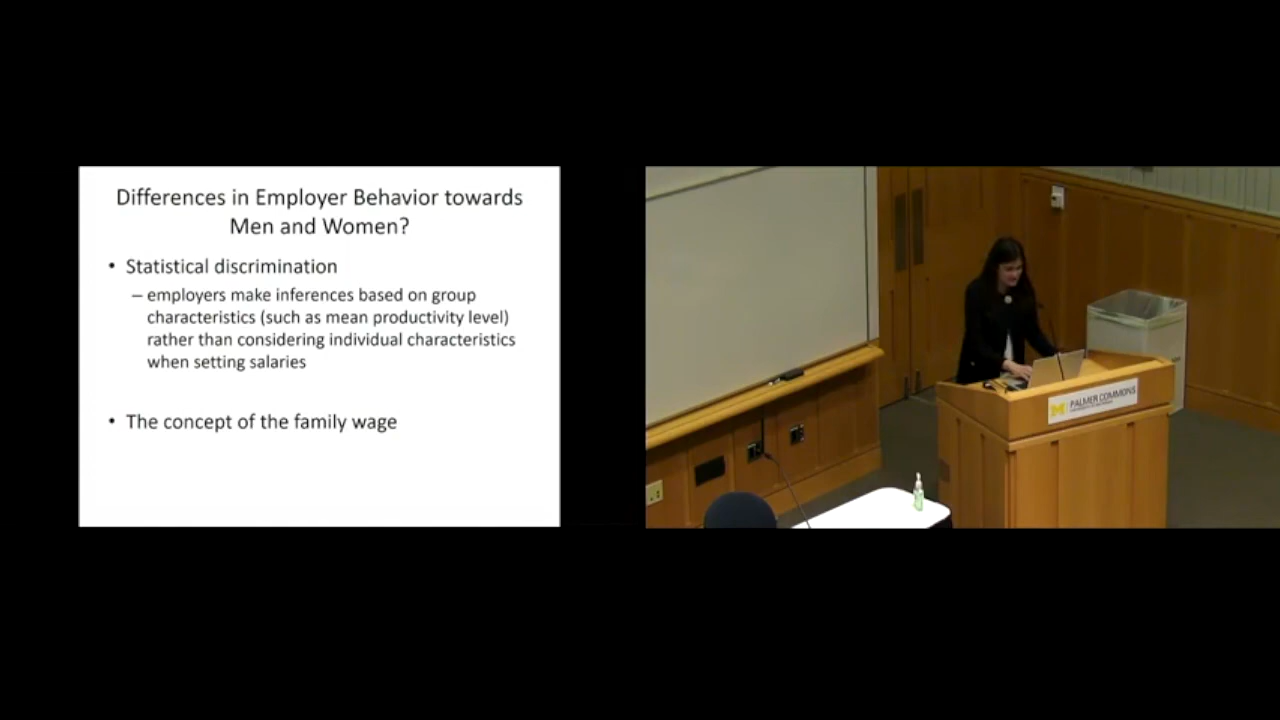 Differences in Employer Behavior towards
Men and Women?
• Statistical discrimination
– employers make inferences based on group
characteristics (such as mean productivity level)
rather than considering individual characteristics
when setting salaries
• The concept of the family wage
M PALMER COMMONS